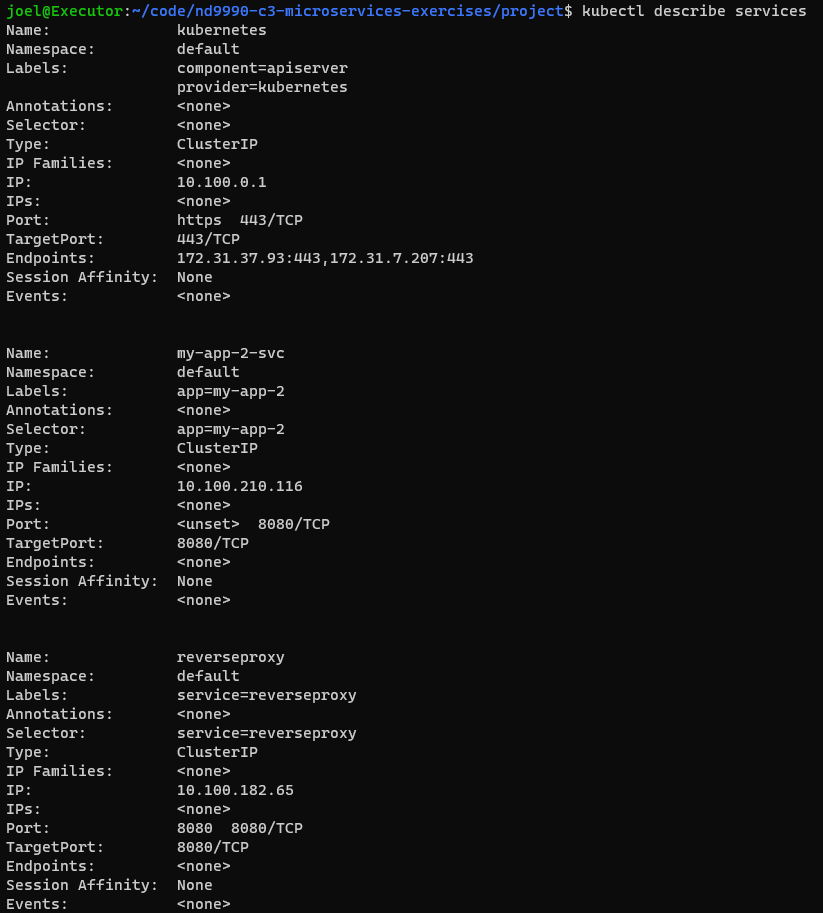 joel@Executor:~/code/nd9990-c3-microservices-exercises/project$ kubectl describe services
Name:              kubernetes
Namespace:         default
Labels:            component=apiserver
                   provider=kubernetes
Annotations:       <none>
Selector:          <none>
Type:              ClusterIP
IP Families:       <none>
IP:                10.100.0.1
IPs:               <none>
Port:              https  443/TCP
TargetPort:        443/TCP
Endpoints:         172.31.37.93:443,172.31.7.207:443
Session Affinity:  None
Events:            <none>
Name:              my-app-2-svc
Namespace:         default
Labels:            app=my-app-2
Annotations:       <none>
Selector:          app=my-app-2
Type:              ClusterIP
IP Families:       <none>
IP:                10.100.210.116
IPs:               <none>
Port:              <unset>  8080/TCP
TargetPort:        8080/TCP
Endpoints:         <none>
Session Affinity:  None
Events:            <none>
Name:              reverseproxy
Namespace:         default
Labels:            service=reverseproxy
Annotations:       <none>
Selector:          service=reverseproxy
Type:              ClusterIP
IP Families:       <none>
IP:                10.100.182.65
IPs:               <none>
Port:              8080  8080/TCP
TargetPort:        8080/TCP
Endpoints:         <none>
Session Affinity:  None
Events:            <none>